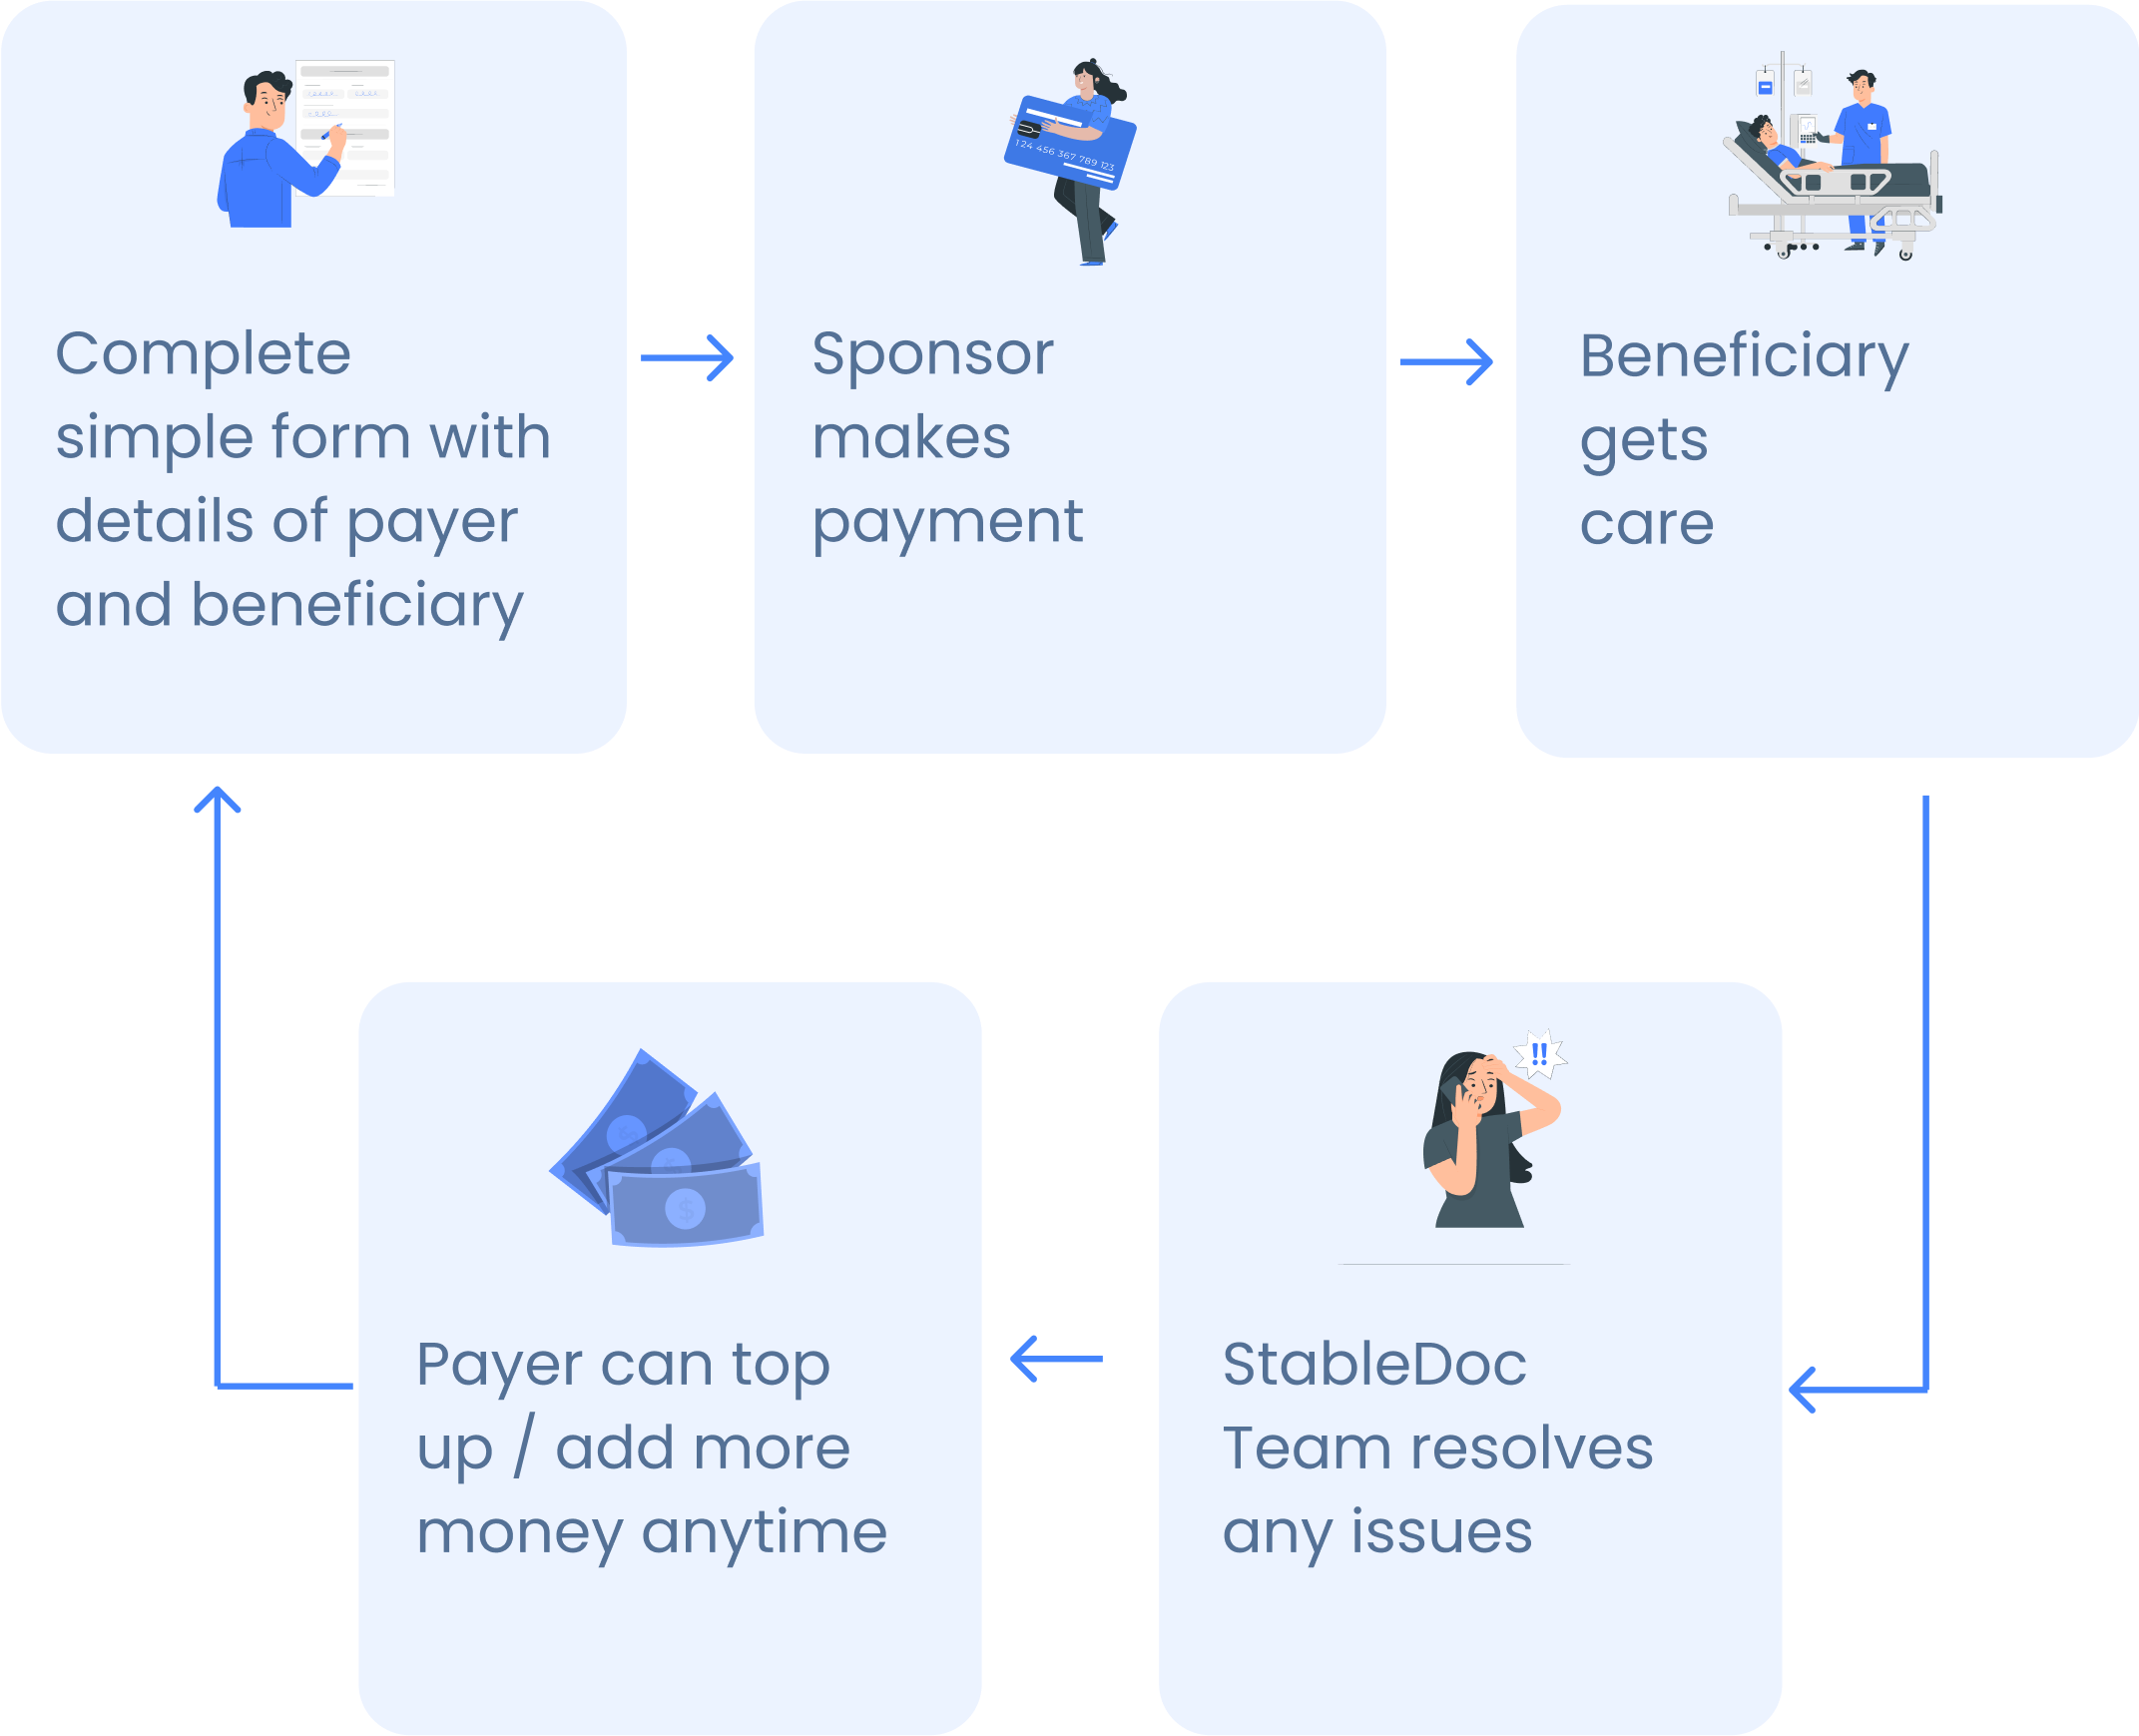 Complete
simple form with
details of payer
and beneficiary
124 456 367 789 123
Sponsor
makes
payment
Beneficiary
gets
care
!!
StableDoc
Team resolves
any issues
$
Payer can top
up / add more
money anytime